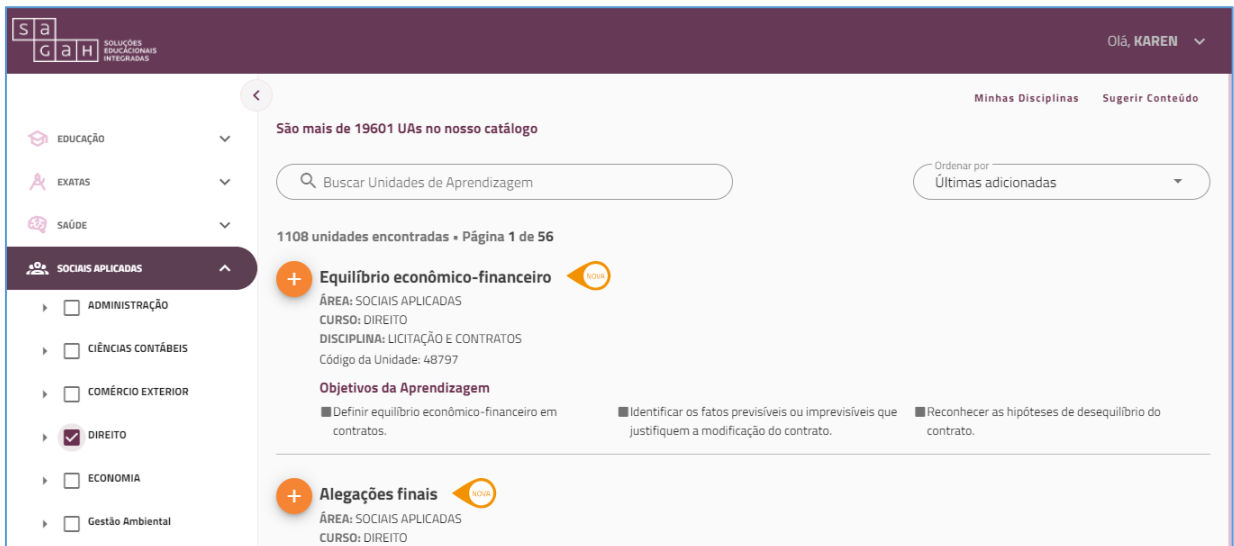 s a
G a H SOLUÇÕES
EDUCACIONAIS
INTEGRADAS
Olá, KAREN
Minhas Disciplinas Sugerir Conteúdo
São mais de 19601 UAs no nosso catálogo
EDUCAÇÃO
EXATAS
SAÚDE
SOCIAIS APLICADAS
ADMINISTRAÇÃO
CIÊNCIAS CONTÁBEIS
COMÉRCIO EXTERIOR
DIREITO
ECONOMIA
Gestão Ambiental
Buscar Unidades de Aprendizagem
Ordenar por
Últimas adicionadas
1108 unidades encontradas • Página 1 de 56
Equilíbrio econômico-financeiro NOVA
ÁREA: SOCIAIS APLICADAS
CURSO: DIREITO
DISCIPLINA: LICITAÇÃO E CONTRATOS
Código da Unidade: 48797
Objetivos da Aprendizagem
Definir equilíbrio econômico-financeiro em
contratos.
Identificar os fatos previsíveis ou imprevisíveis que
justifiquem a modificação do contrato.
Reconhecer as hipóteses de desequilíbrio do
contrato.
Alegações finais NOVA
ÁREA: SOCIAIS APLICADAS
CURSO: DIREITO